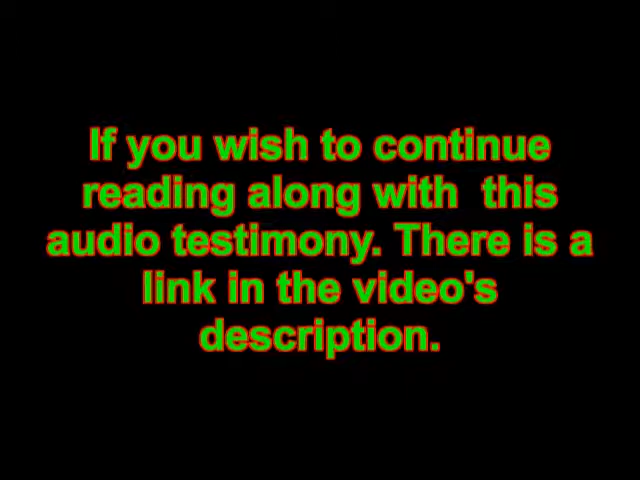 If you wish to continue
reading along with  this
audio testimony. There is a
link in the video's
description.